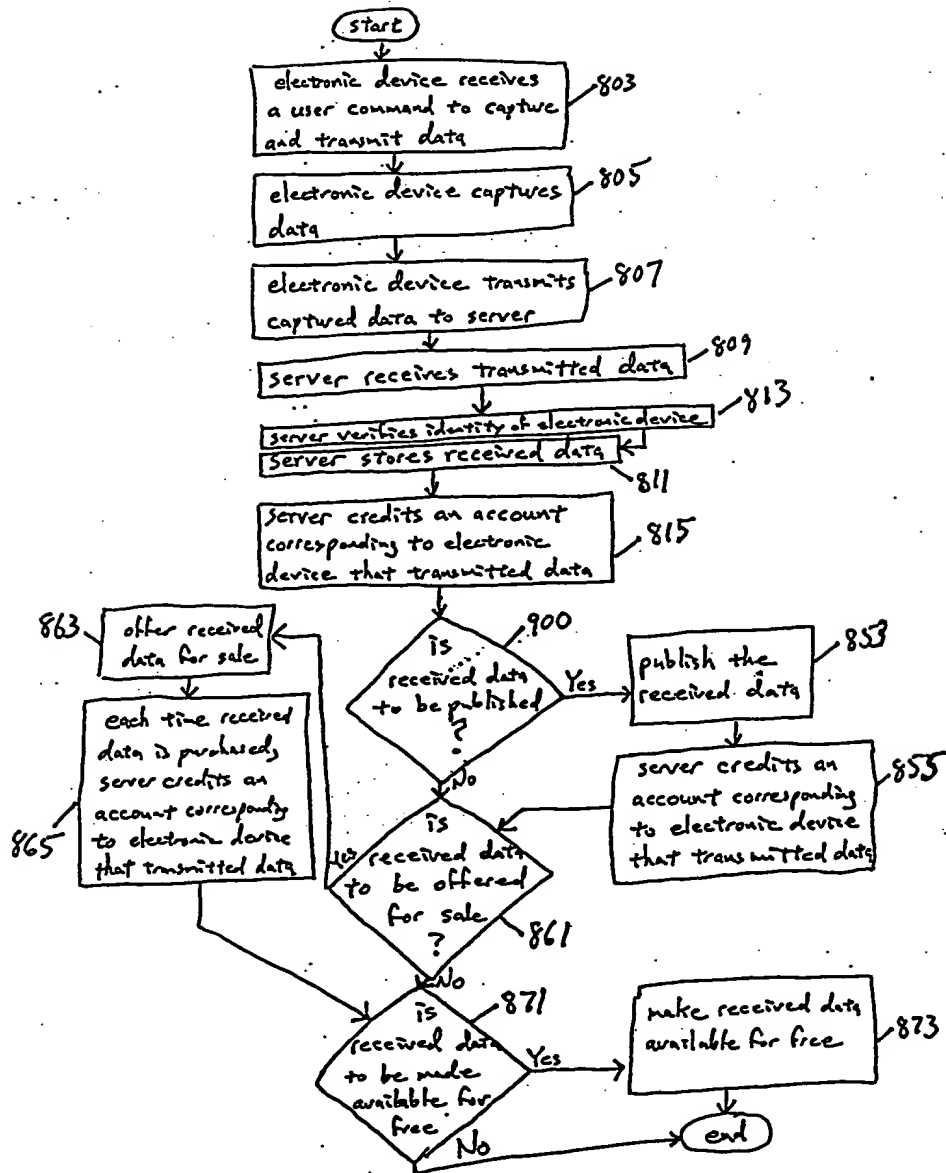 start
electronic device receives
a user command to capture
and transmit data
803
electronic device captures
data
805
electronic device transmits
captured data to server
807
server receives transmitted data
809
server verifies identity of electronic device
813
server stores received data
811
server credits an account
corresponding to electronic
device that transmitted data
815
is
received data
to be published
?
900
Yes
No
publish the
received data
853
server credits an
account corresponding
to electronic device
that transmitted data
855
is
received data
to be offered
for sale
?
861
Yes
No
863
offer received
data for sale
each time received
data is purchased,
server credits an
account corresponding
to electronic device
that transmitted data
865
is
received data
to be made
available for
free
871
Yes
No
make received data
available for free
873
end